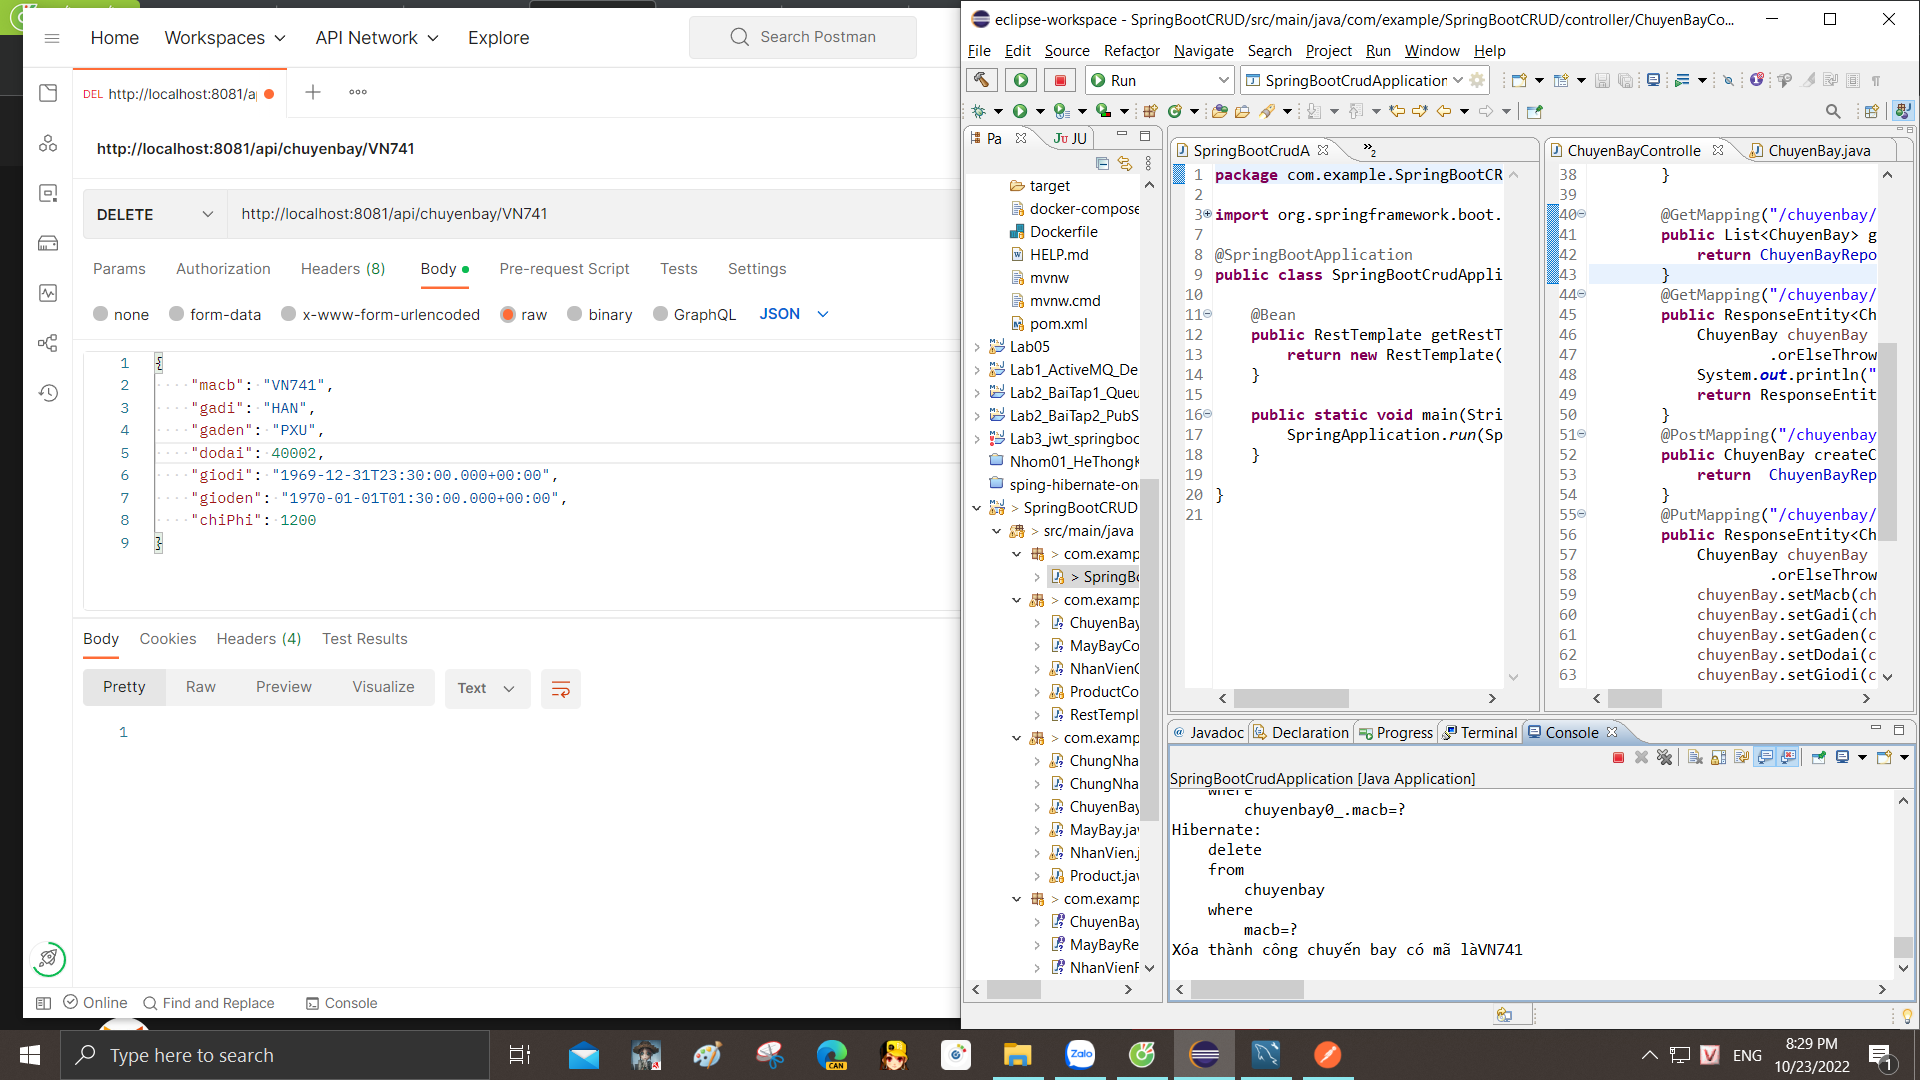 Home
Workspaces
API Network
Explore
Search Postman
DEL http://localhost:8081/a
http://localhost:8081/api/chuyenbay/VN741
DELETE
http://localhost:8081/api/chuyenbay/VN741
Params
Authorization
Headers (8)
Body
Pre-request Script
Tests
Settings
none
form-data
x-www-form-urlencoded
raw
binary
GraphQL
JSON
1 {
2 "macb": "VN741",
3 "gadi": "HAN",
4 "gaden": "PXU",
5 "dodai": 40002,
6 "giodi": "1969-12-31T23:30:00.000+00:00",
7 "gioden": "1970-01-01T01:30:00.000+00:00",
8 "chiPhi": 1200
9 }
Body
Cookies
Headers (4)
Test Results
Pretty
Raw
Preview
Visualize
Text
1
Online
Find and Replace
Console
eclipse-workspace - SpringBootCRUD/src/main/java/com/example/SpringBootCRUD/controller/ChuyenBayCo...
File Edit Source Refactor Navigate Search Project Run Window Help
Run
SpringBootCrudApplication
Pa
JU
target
docker-compose
Dockerfile
HELP.md
mvnw
mvnw.cmd
pom.xml
Lab05
Lab1_ActiveMQ_De
Lab2_BaiTap1_Queu
Lab2_BaiTap2_PubS
Lab3_jwt_springboc
Nhom01_HeThongK
sping-hibernate-on
> SpringBootCRUD
> src/main/java
> com.examp
> SpringBo
> com.examp
ChuyenBay
MayBayCo
NhanVienC
ProductCo
RestTempl
> com.examp
ChungNha
ChungNha
ChuyenBay
MayBay.jav
NhanVien.j
Product.jav
> com.examp
ChuyenBay
MayBayRe
NhanVienF
SpringBootCrudA
»2
1 package com.example.SpringBootCR
2
3 import org.springframework.boot.
7
8 @SpringBootApplication
9 public class SpringBootCrudAppli
10
11 @Bean
12 public RestTemplate getRestT
13 return new RestTemplate(
14 }
15
16 public static void main(Stri
17 SpringApplication.run(Sp
18 }
19
20 }
21
ChuyenBayControlle
ChuyenBay.java
38 }
39
40 @GetMapping("/chuyenbay/
41 public List<ChuyenBay> g
42 return ChuyenBayRepo
43 }
44 @GetMapping("/chuyenbay/
45 public ResponseEntity<Ch
46 ChuyenBay chuyenBay
47 .orElseThrow
48 System.out.println("
49 return ResponseEntit
50 }
51 @PostMapping("/chuyenbay
52 public ChuyenBay createC
53 return ChuyenBayRep
54 }
55 @PutMapping("/chuyenbay/
56 public ResponseEntity<Ch
57 ChuyenBay chuyenBay
58 .orElseThrow
59 chuyenBay.setMacb(ch
60 chuyenBay.setGadi(ch
61 chuyenBay.setGaden(c
62 chuyenBay.setDodai(c
63 chuyenBay.setGiodi(c
@ Javadoc
Declaration
Progress
Terminal
Console
SpringBootCrudApplication [Java Application]
where
chuyenbay0_.macb=?
Hibernate:
delete
from
chuyenbay
where
macb=?
Xóa thành công chuyến bay có mã làVN741
Type here to search
CAN
Zalo
V
ENG
8:29 PM
10/23/2022
1